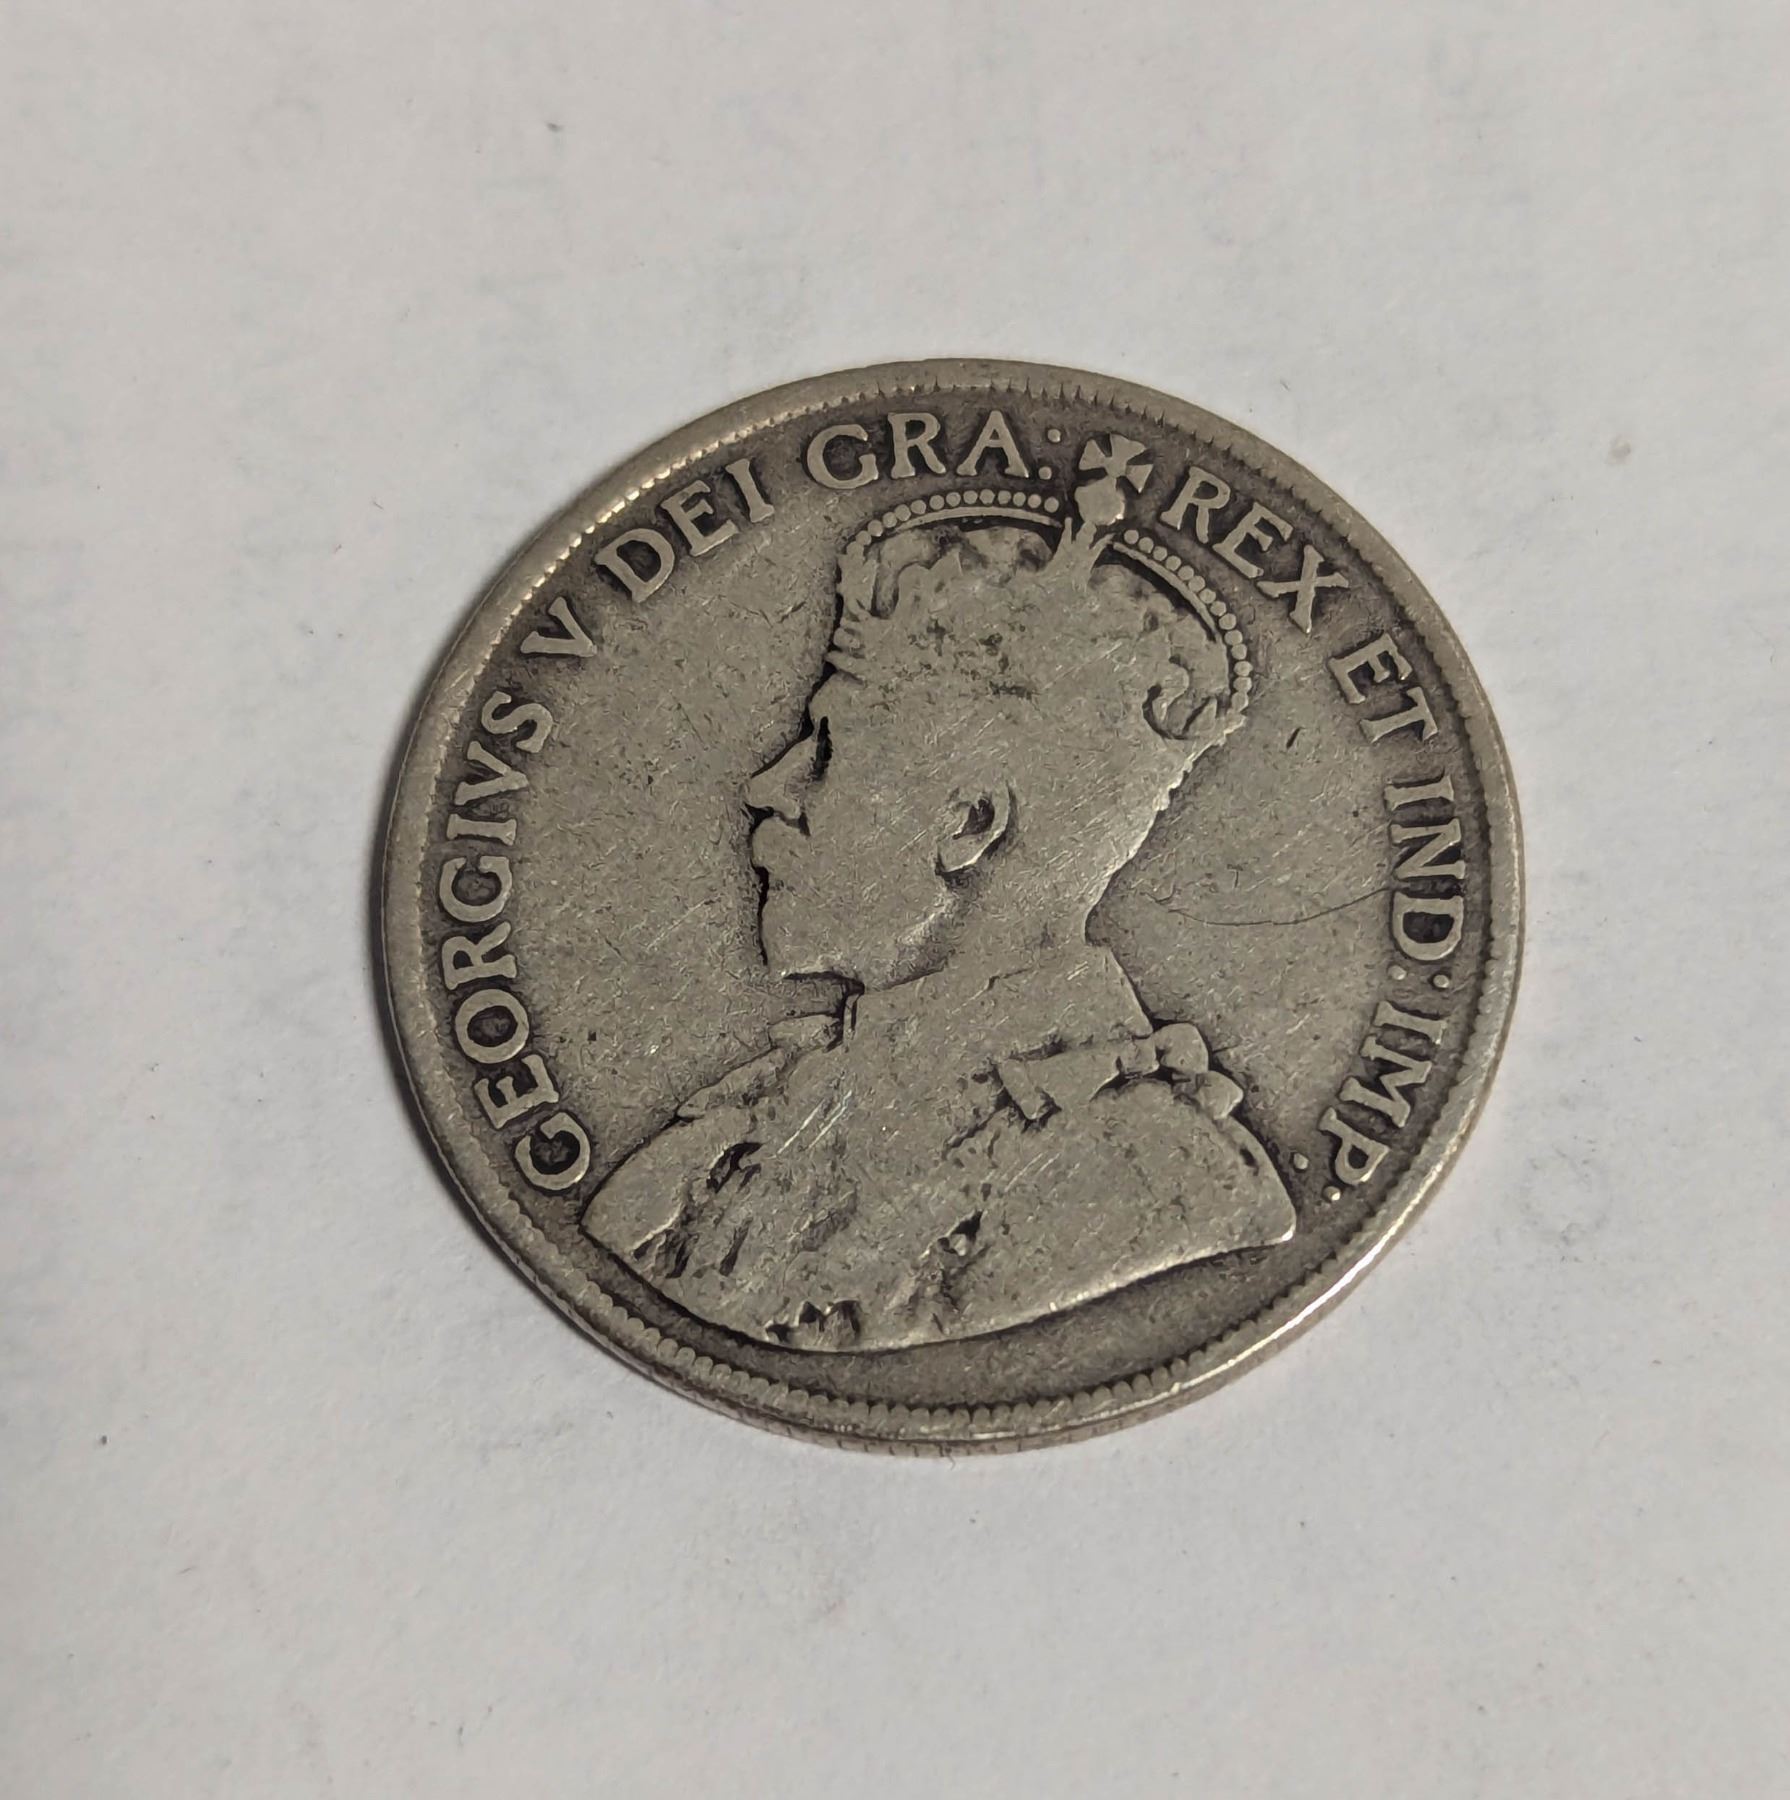 GEORGIVS V DEI GRA: REX ET IND: IMP: